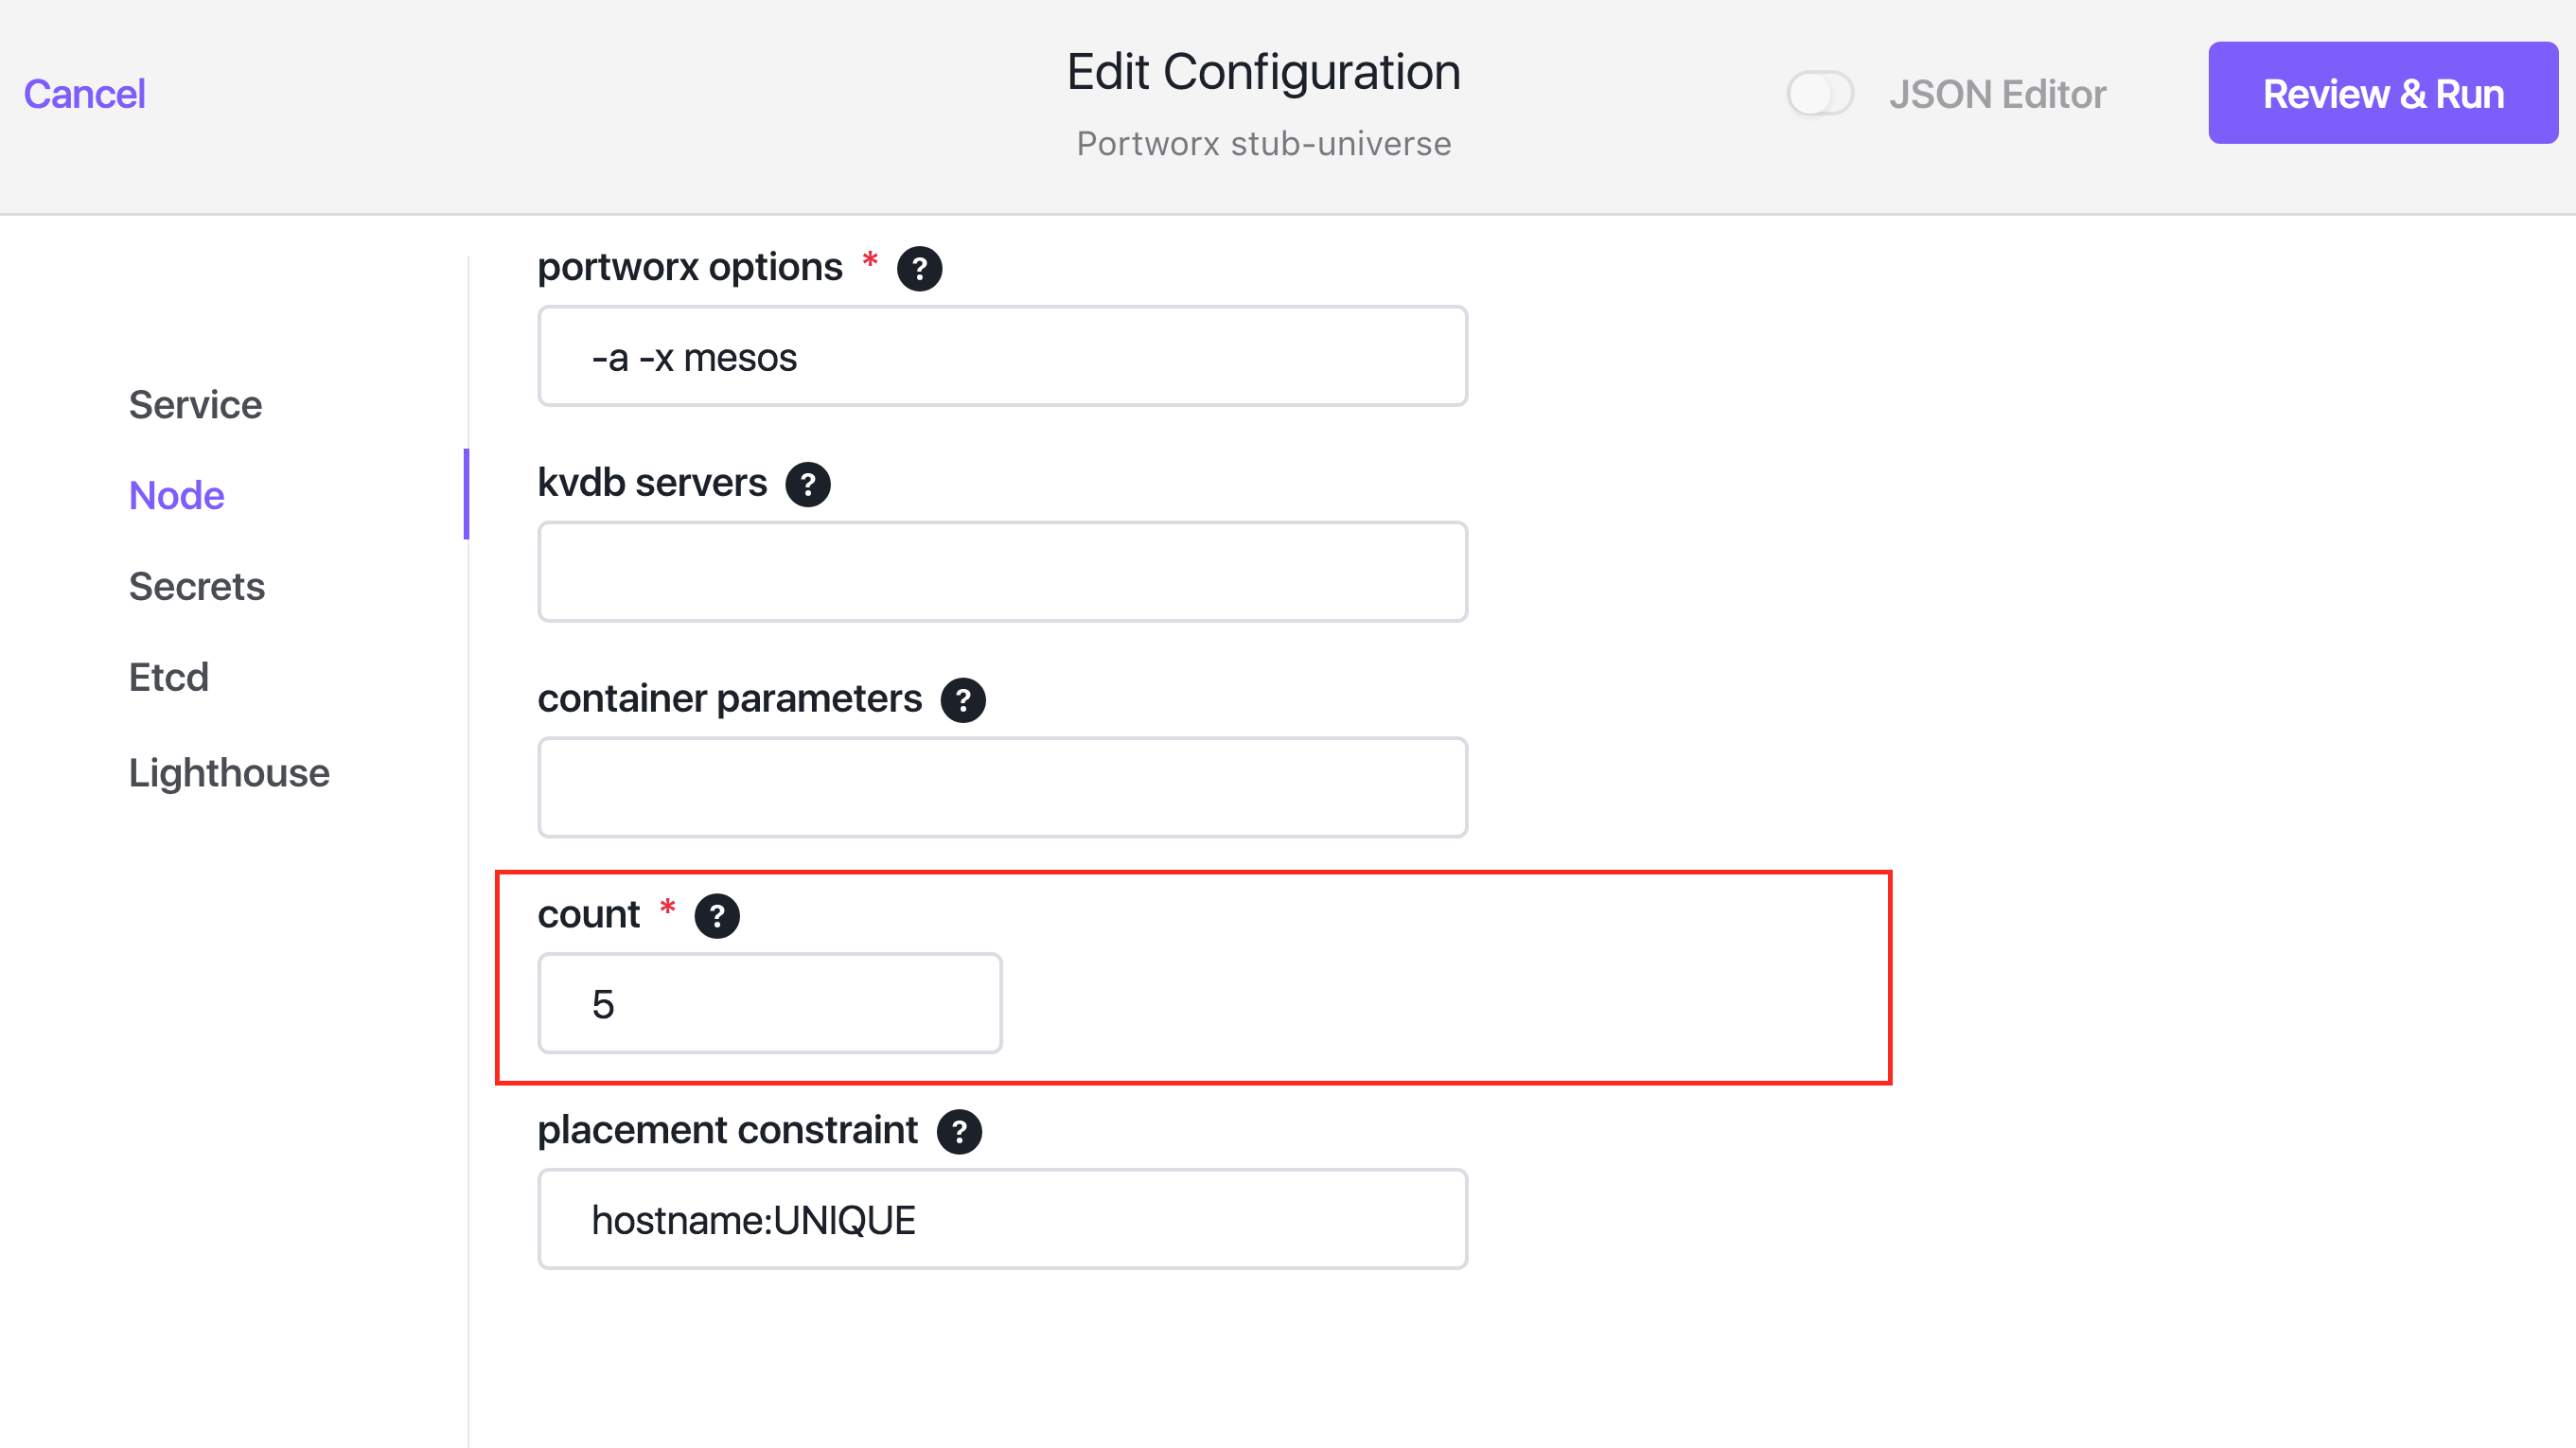 Cancel
Edit Configuration
Portworx stub-universe
JSON Editor
Review & Run
Service
Node
Secrets
Etcd
Lighthouse
portworx options * ?
-a -x mesos
kvdb servers ?
container parameters ?
count * ?
5
placement constraint ?
hostname:UNIQUE